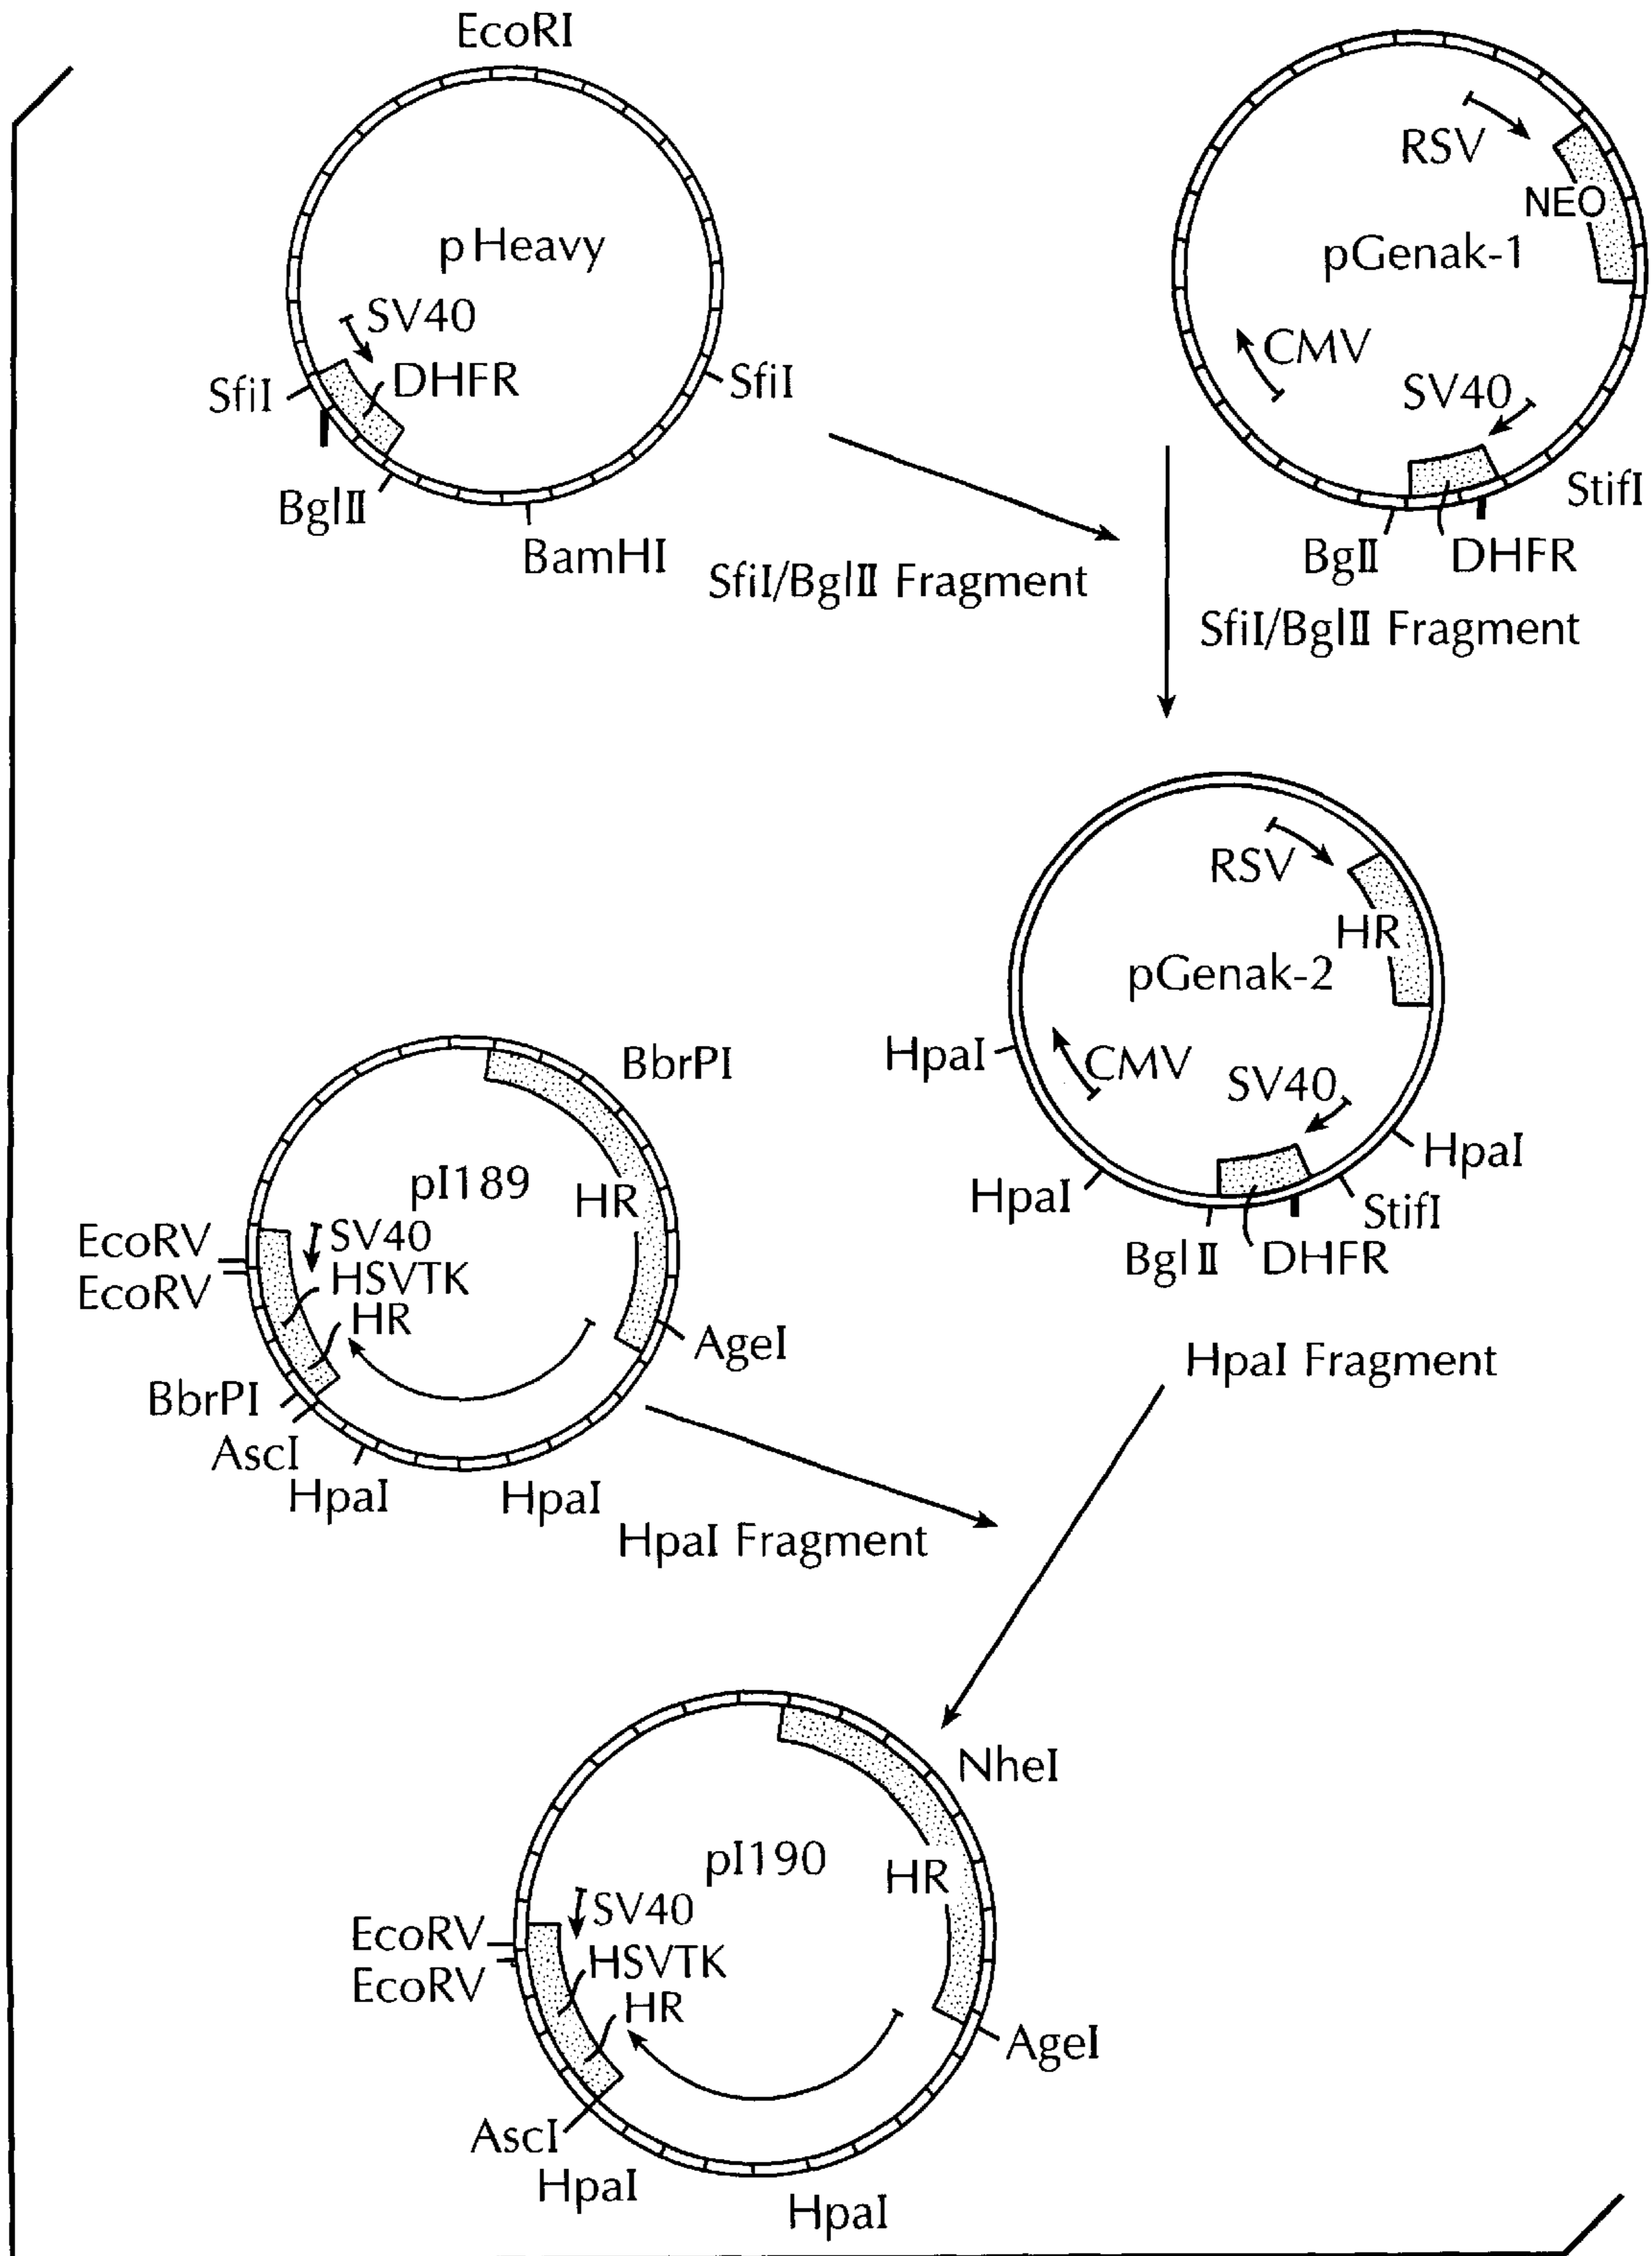 EcoRI
pHeavy
SV40
DHFR
SfiI
SfiI
BglII
BamHI
SfiI/BglII Fragment
RSV
NEO
pGenak-1
CMV
SV40
StifI
BglI
DHFR
SfiI/BglII Fragment
RSV
HR
pGenak-2
HpaI
CMV
SV40
HpaI
HpaI
StifI
BglII
DHFR
HpaI Fragment
BbrPI
pI189
HR
EcoRV
SV40
EcoRV
HSVTK
HR
AgeI
BbrPI
AscI
HpaI
HpaI
HpaI Fragment
NheI
pI190
HR
SV40
EcoRV
HSVTK
EcoRV
HR
AgeI
AscI
HpaI
HpaI